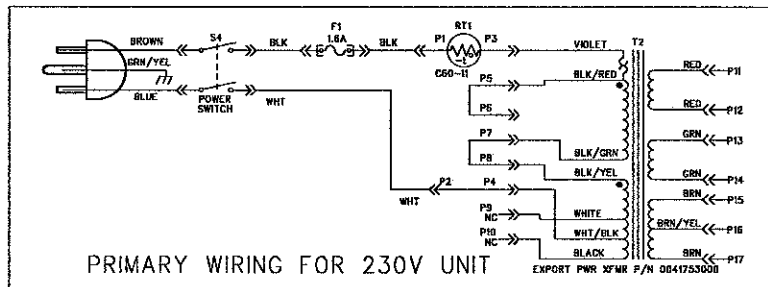 BROWN
S4
BLK
F1
1.6A
BLK
P1
RT1
-t
C60-11
P3
VIOLET
T2
GRN/YEL
BLUE
POWER
SWITCH
WHT
P5
BLK/RED
P6
P7
BLK/GRN
P8
BLK/YEL
WHT
P2
P4
P9
NC
WHITE
P10
NC
WHT/BLK
BLACK
RED
P11
RED
P12
GRN
P13
GRN
P14
BRN
P15
BRN/YEL
P16
BRN
P17
PRIMARY WIRING FOR 230V UNIT
EXPORT PWR XFMR P/N 0041753000